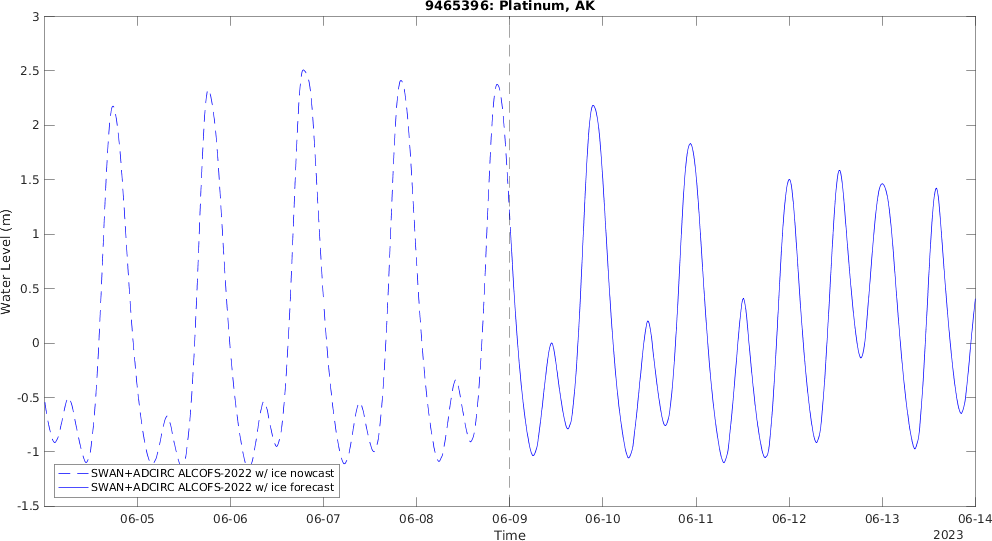 9465396: Platinum, AK
3
2.5
2
1.5
1
0.5
0
-0.5
-1
-1.5
Water Level (m)
SWAN+ADCIRC ALCOFS-2022 w/ ice nowcast
SWAN+ADCIRC ALCOFS-2022 w/ ice forecast
06-05 06-06 06-07 06-08 06-09 06-10 06-11 06-12 06-13 06-14
Time
2023